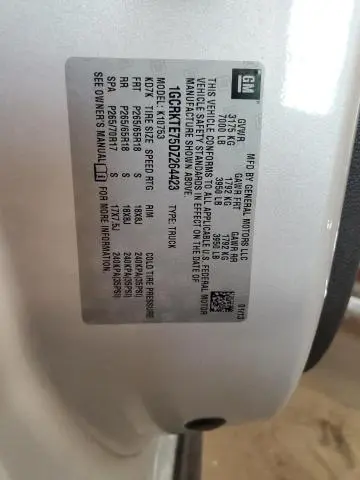 GM
MFD BY GENERAL MOTORS LLC
01/13
GVWR GAWR FRT GAWR RR
3175 KG 1792 KG 1792 KG
7000 LB 3950 LB 3950 LB
THIS VEHICLE CONFORMS TO ALL APPLICABLE U.S. FEDERAL MOTOR
VEHICLE SAFETY STANDARDS IN EFFECT ON THE DATE OF
MANUFACTURE SHOWN ABOVE.
1GCRKTE75DZ264423 TYPE: TRUCK
MODEL: K10753
KD7K TIRE SIZE SPEED RTG RIM COLD TIRE PRESSURE
FRT P265/65R18 S 18X8J 240KPA(35PSI)
RR P265/65R18 S 18X8J 240KPA(35PSI)
SPA P265/70R17 S 17X7.5J 240KPA(35PSI)
SEE OWNER'S MANUAL